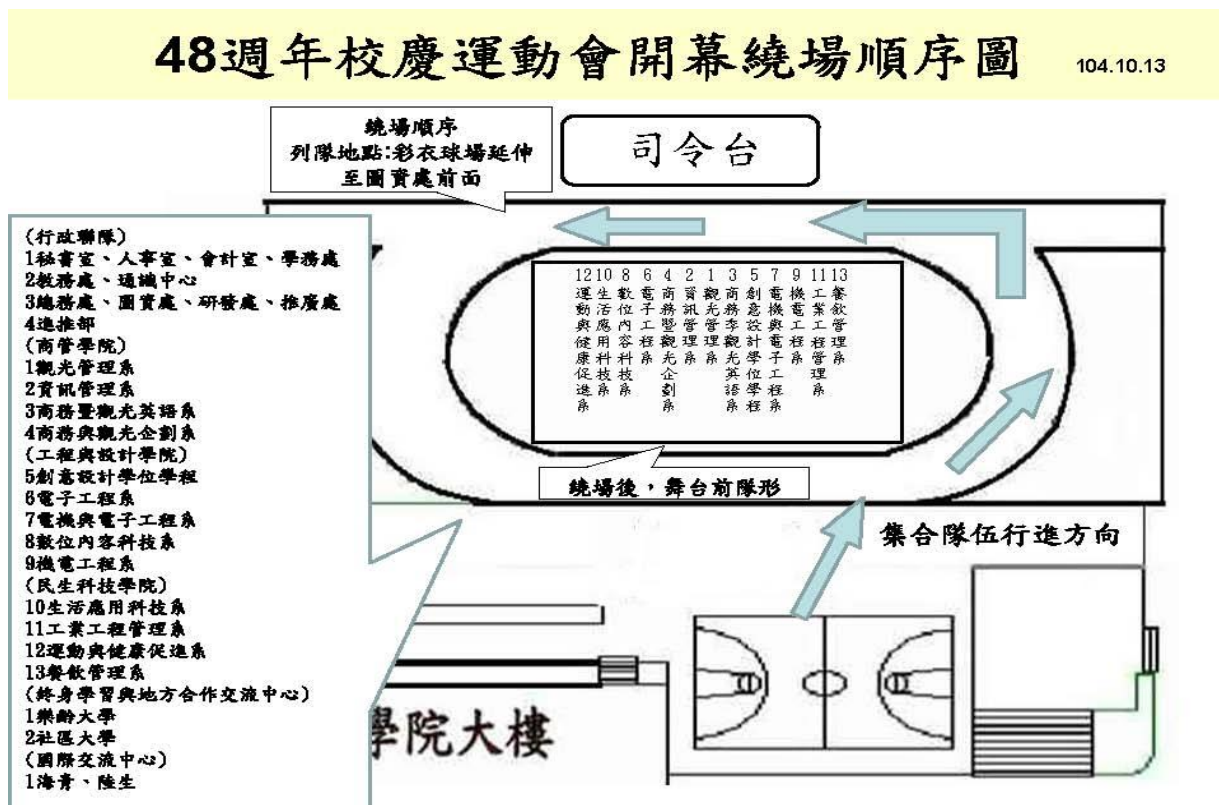 48週年校慶運動會開幕繞場順序圖
104.10.13
繞場順序
列隊地點:彩衣球場延伸
至圖資處前面
司令台
(行政聯隊)
1秘書室、人事室、會計室、學務處
2教務處、通識中心
3總務處、圖資處、研發處、推廣處
4進推部
(商管學院)
1觀光管理系
2資訊管理系
3商務暨觀光英語系
4商務與觀光企劃系
(工程與設計學院)
5創意設計學位學程
6電子工程系
7電機與電子工程系
8數位內容科技系
9機電工程系
(民生科技學院)
10生活應用科技系
11工業工程管理系
12運動與健康促進系
13餐飲管理系
(終身學習與地方合作交流中心)
1樂齡大學
2社區大學
(國際交流中心)
1海青、陸生
12運動與健康促進系
10生活應用科技系
8數位內容科技系
6電子工程系
4商務暨觀光企劃系
2資訊管理系
1觀光管理系
3商務李觀光英語系
5創意設計學位學程
7電機與電子工程系
9機電工程系
11工業工程管理系
13餐飲管理系
繞場後，舞台前隊形
集合隊伍行進方向
學院大樓